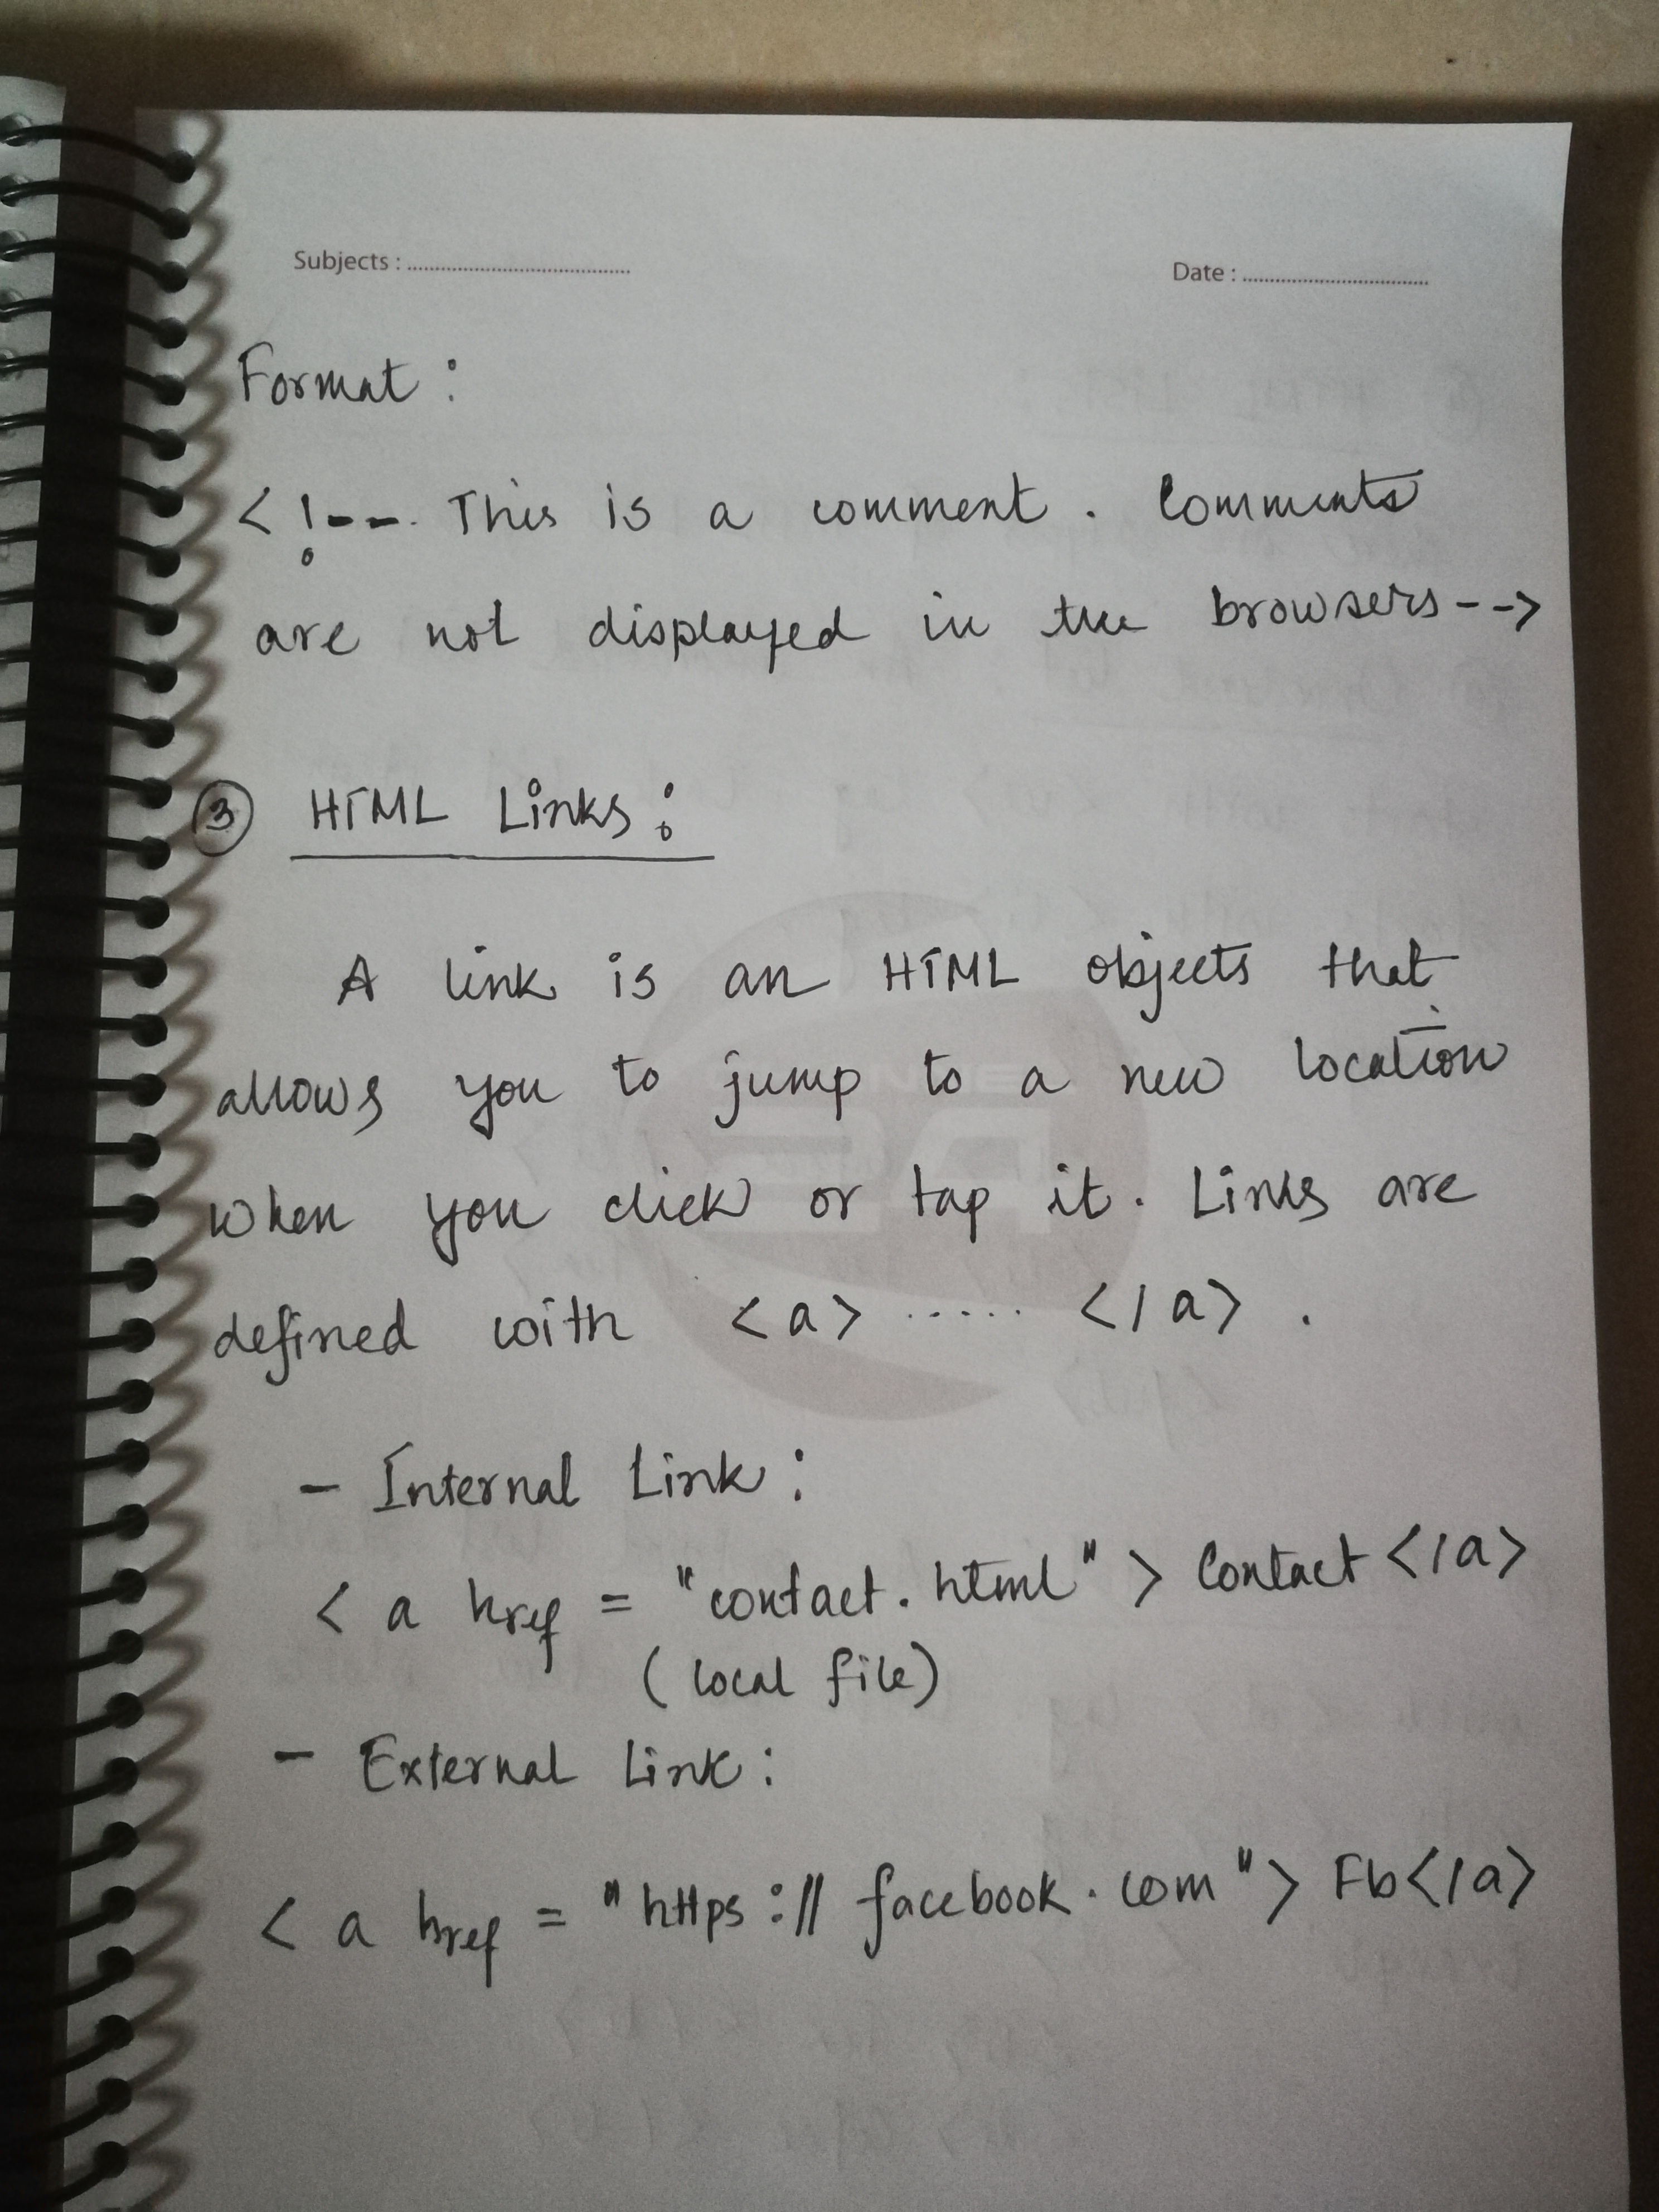 Subjects : ........................................ Date : ........................................
Format :
<!-- This is a comment. Comments
are not displayed in the browsers-->
③ HTML Links :
A link is an HTML objects that
allows you to jump to a new location
when you click or tap it. Links are
defined with <a> ...... </a> .
- Internal Link :
< a href = "contact.html" > Contact </a>
(local file)
- External Link :
< a href = "https://facebook.com"> Fb</a>